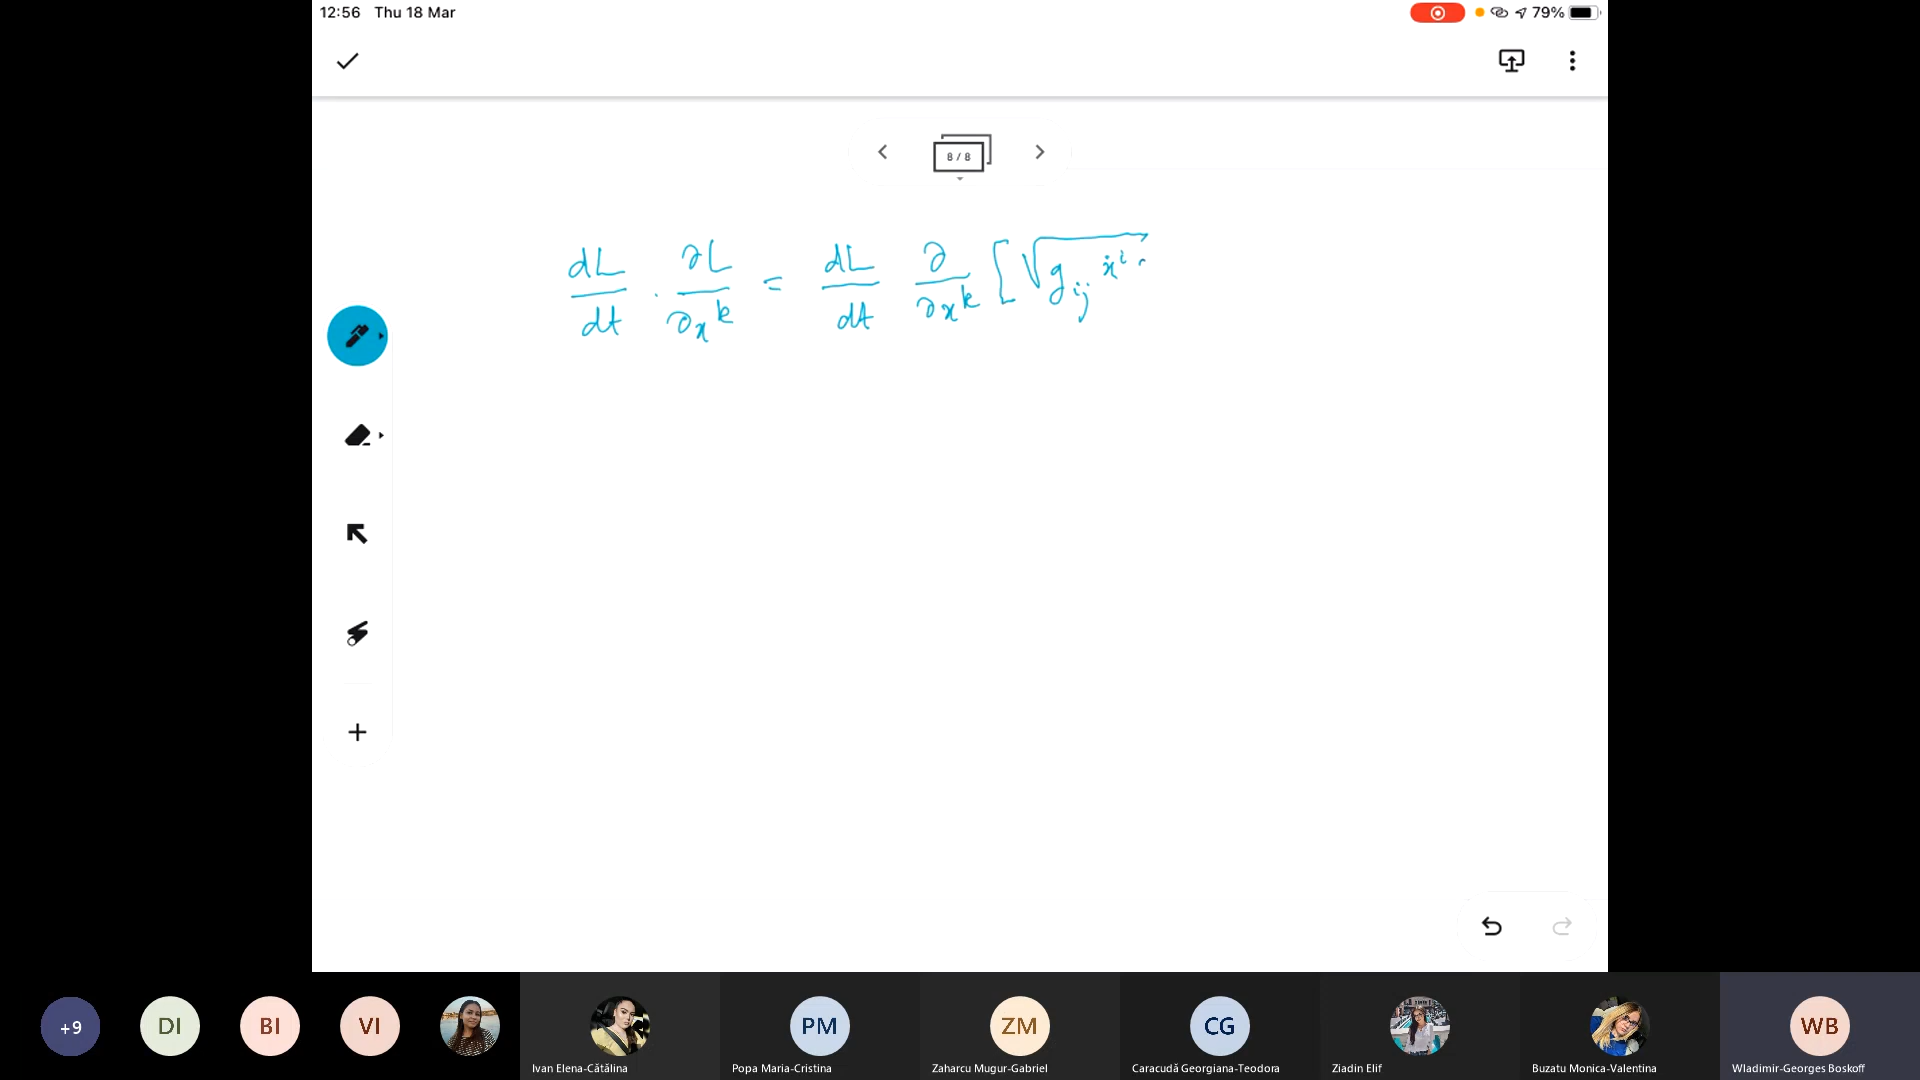 12:56 Thu 18 Mar 79%
8 / 8
dL/dt · ∂L/∂x^k = dL/dt ∂/∂x^k [√(g_ij ẋ^i ·
+9 DI BI VI PM ZM CG WB
Ivan Elena-Cătălina Popa Maria-Cristina Zaharcu Mugur-Gabriel Caracudă Georgiana-Teodora Ziadin Elif Buzatu Monica-Valentina Wladimir-Georges Boskoff